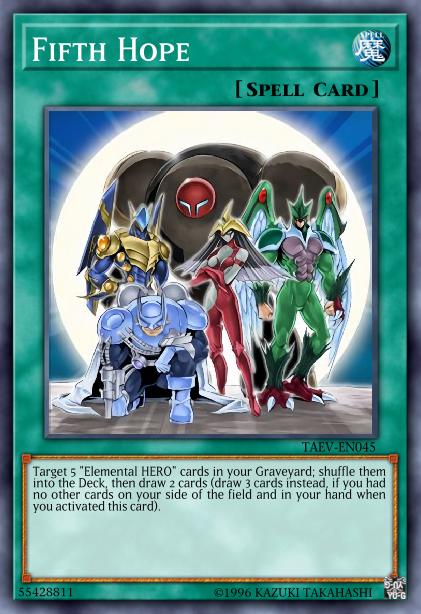 Fifth Hope
SPELL
魔
[Spell Card]
TAEV-EN045
Target 5 "Elemental HERO" cards in your Graveyard; shuffle them
into the Deck, then draw 2 cards (draw 3 cards instead, if you had
no other cards on your side of the field and in your hand when
you activated this card).
55428811
©1996 KAZUKI TAKAHASHI